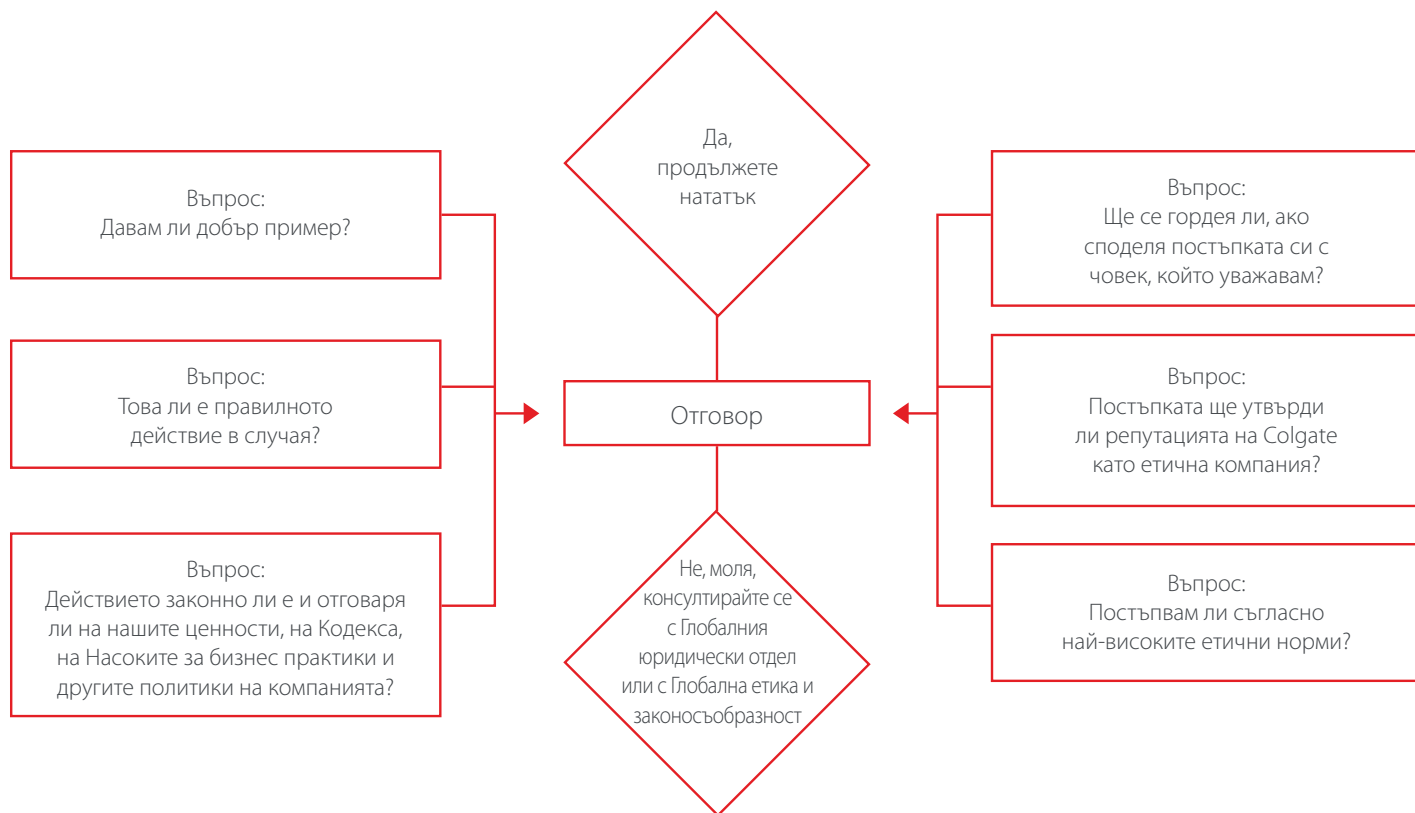 Въпрос:
Давам ли добър пример?
Въпрос:
Това ли е правилното
действие в случая?
Въпрос:
Действието законно ли е и отговаря
ли на нашите ценности, на Кодекса,
на Насоките за бизнес практики и
другите политики на компанията?
Да,
продължете
нататък
Отговор
Не, моля,
консултирайте се
с Глобалния
юридически отдел
или с Глобална етика и
законосъобразност
Въпрос:
Ще се гордея ли, ако
споделя постъпката си с
човек, който уважавам?
Въпрос:
Постъпката ще утвърди
ли репутацията на Colgate
като етична компания?
Въпрос:
Постъпвам ли съгласно
най-високите етични норми?